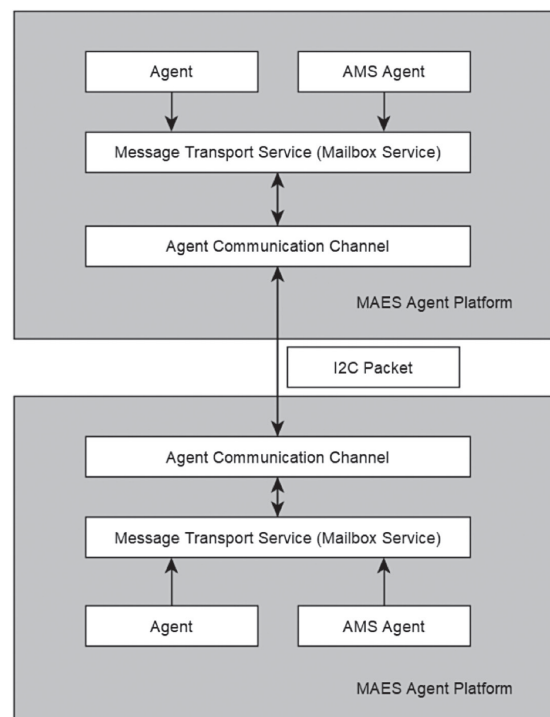 Agent
AMS Agent
Message Transport Service (Mailbox Service)
Agent Communication Channel
MAES Agent Platform
I2C Packet
Agent Communication Channel
Message Transport Service (Mailbox Service)
Agent
AMS Agent
MAES Agent Platform